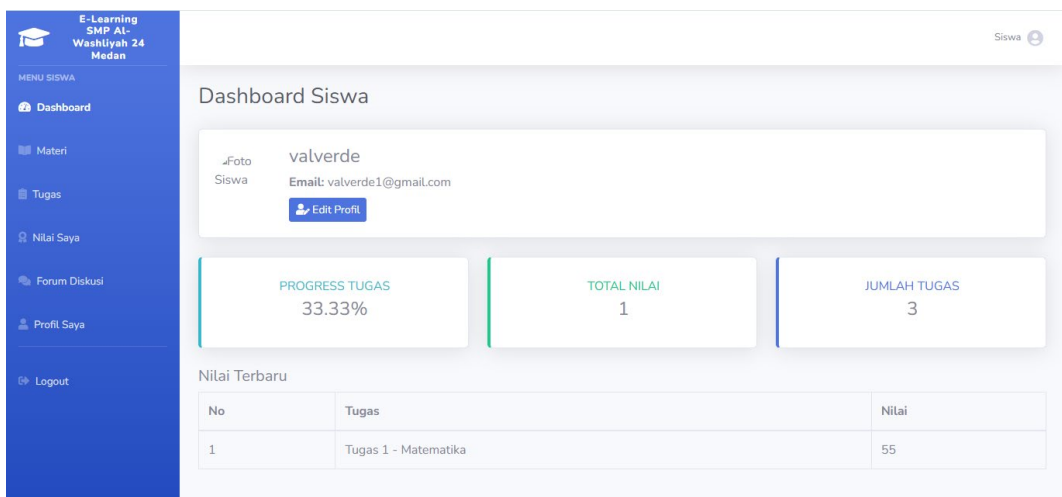 E-Learning
SMP Al-
Washliyah 24
Medan
Siswa
MENU SISWA
Dashboard
Materi
Tugas
Nilai Saya
Forum Diskusi
Profil Saya
Logout
Dashboard Siswa
Foto
Siswa
valverde
Email: valverde1@gmail.com
Edit Profil
PROGRESS TUGAS
33.33%
TOTAL NILAI
1
JUMLAH TUGAS
3
Nilai Terbaru
No Tugas Nilai
1 Tugas 1 - Matematika 55